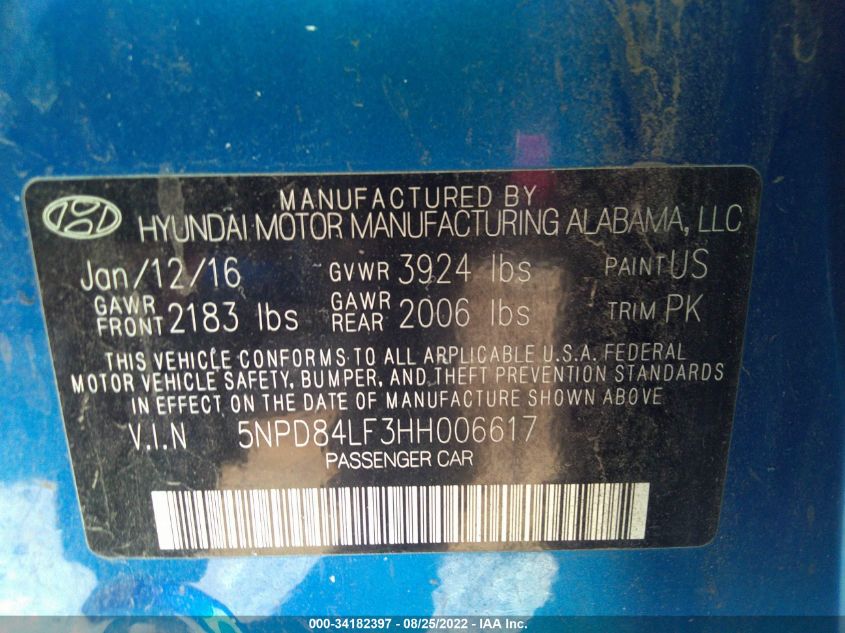 MANUFACTURED BY
HYUNDAI MOTOR MANUFACTURING ALABAMA, LLC
Jan/12/16 GVWR 3924 lbs PAINT US
GAWR FRONT 2183 lbs GAWR REAR 2006 lbs TRIM PK
THIS VEHICLE CONFORMS TO ALL APPLICABLE U.S.A. FEDERAL
MOTOR VEHICLE SAFETY, BUMPER, AND THEFT PREVENTION STANDARDS
IN EFFECT ON THE DATE OF MANUFACTURE SHOWN ABOVE
V.I.N 5NPD84LF3HH006617
PASSENGER CAR
000-34182397 - 08/25/2022 - IAA Inc.